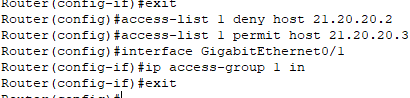 Router(config-if)#exit
Router(config)#access-list 1 deny host 21.20.20.2
Router(config)#access-list 1 permit host 21.20.20.3
Router(config)#interface GigabitEthernet0/1
Router(config-if)#ip access-group 1 in
Router(config-if)#exit
Router(config)#